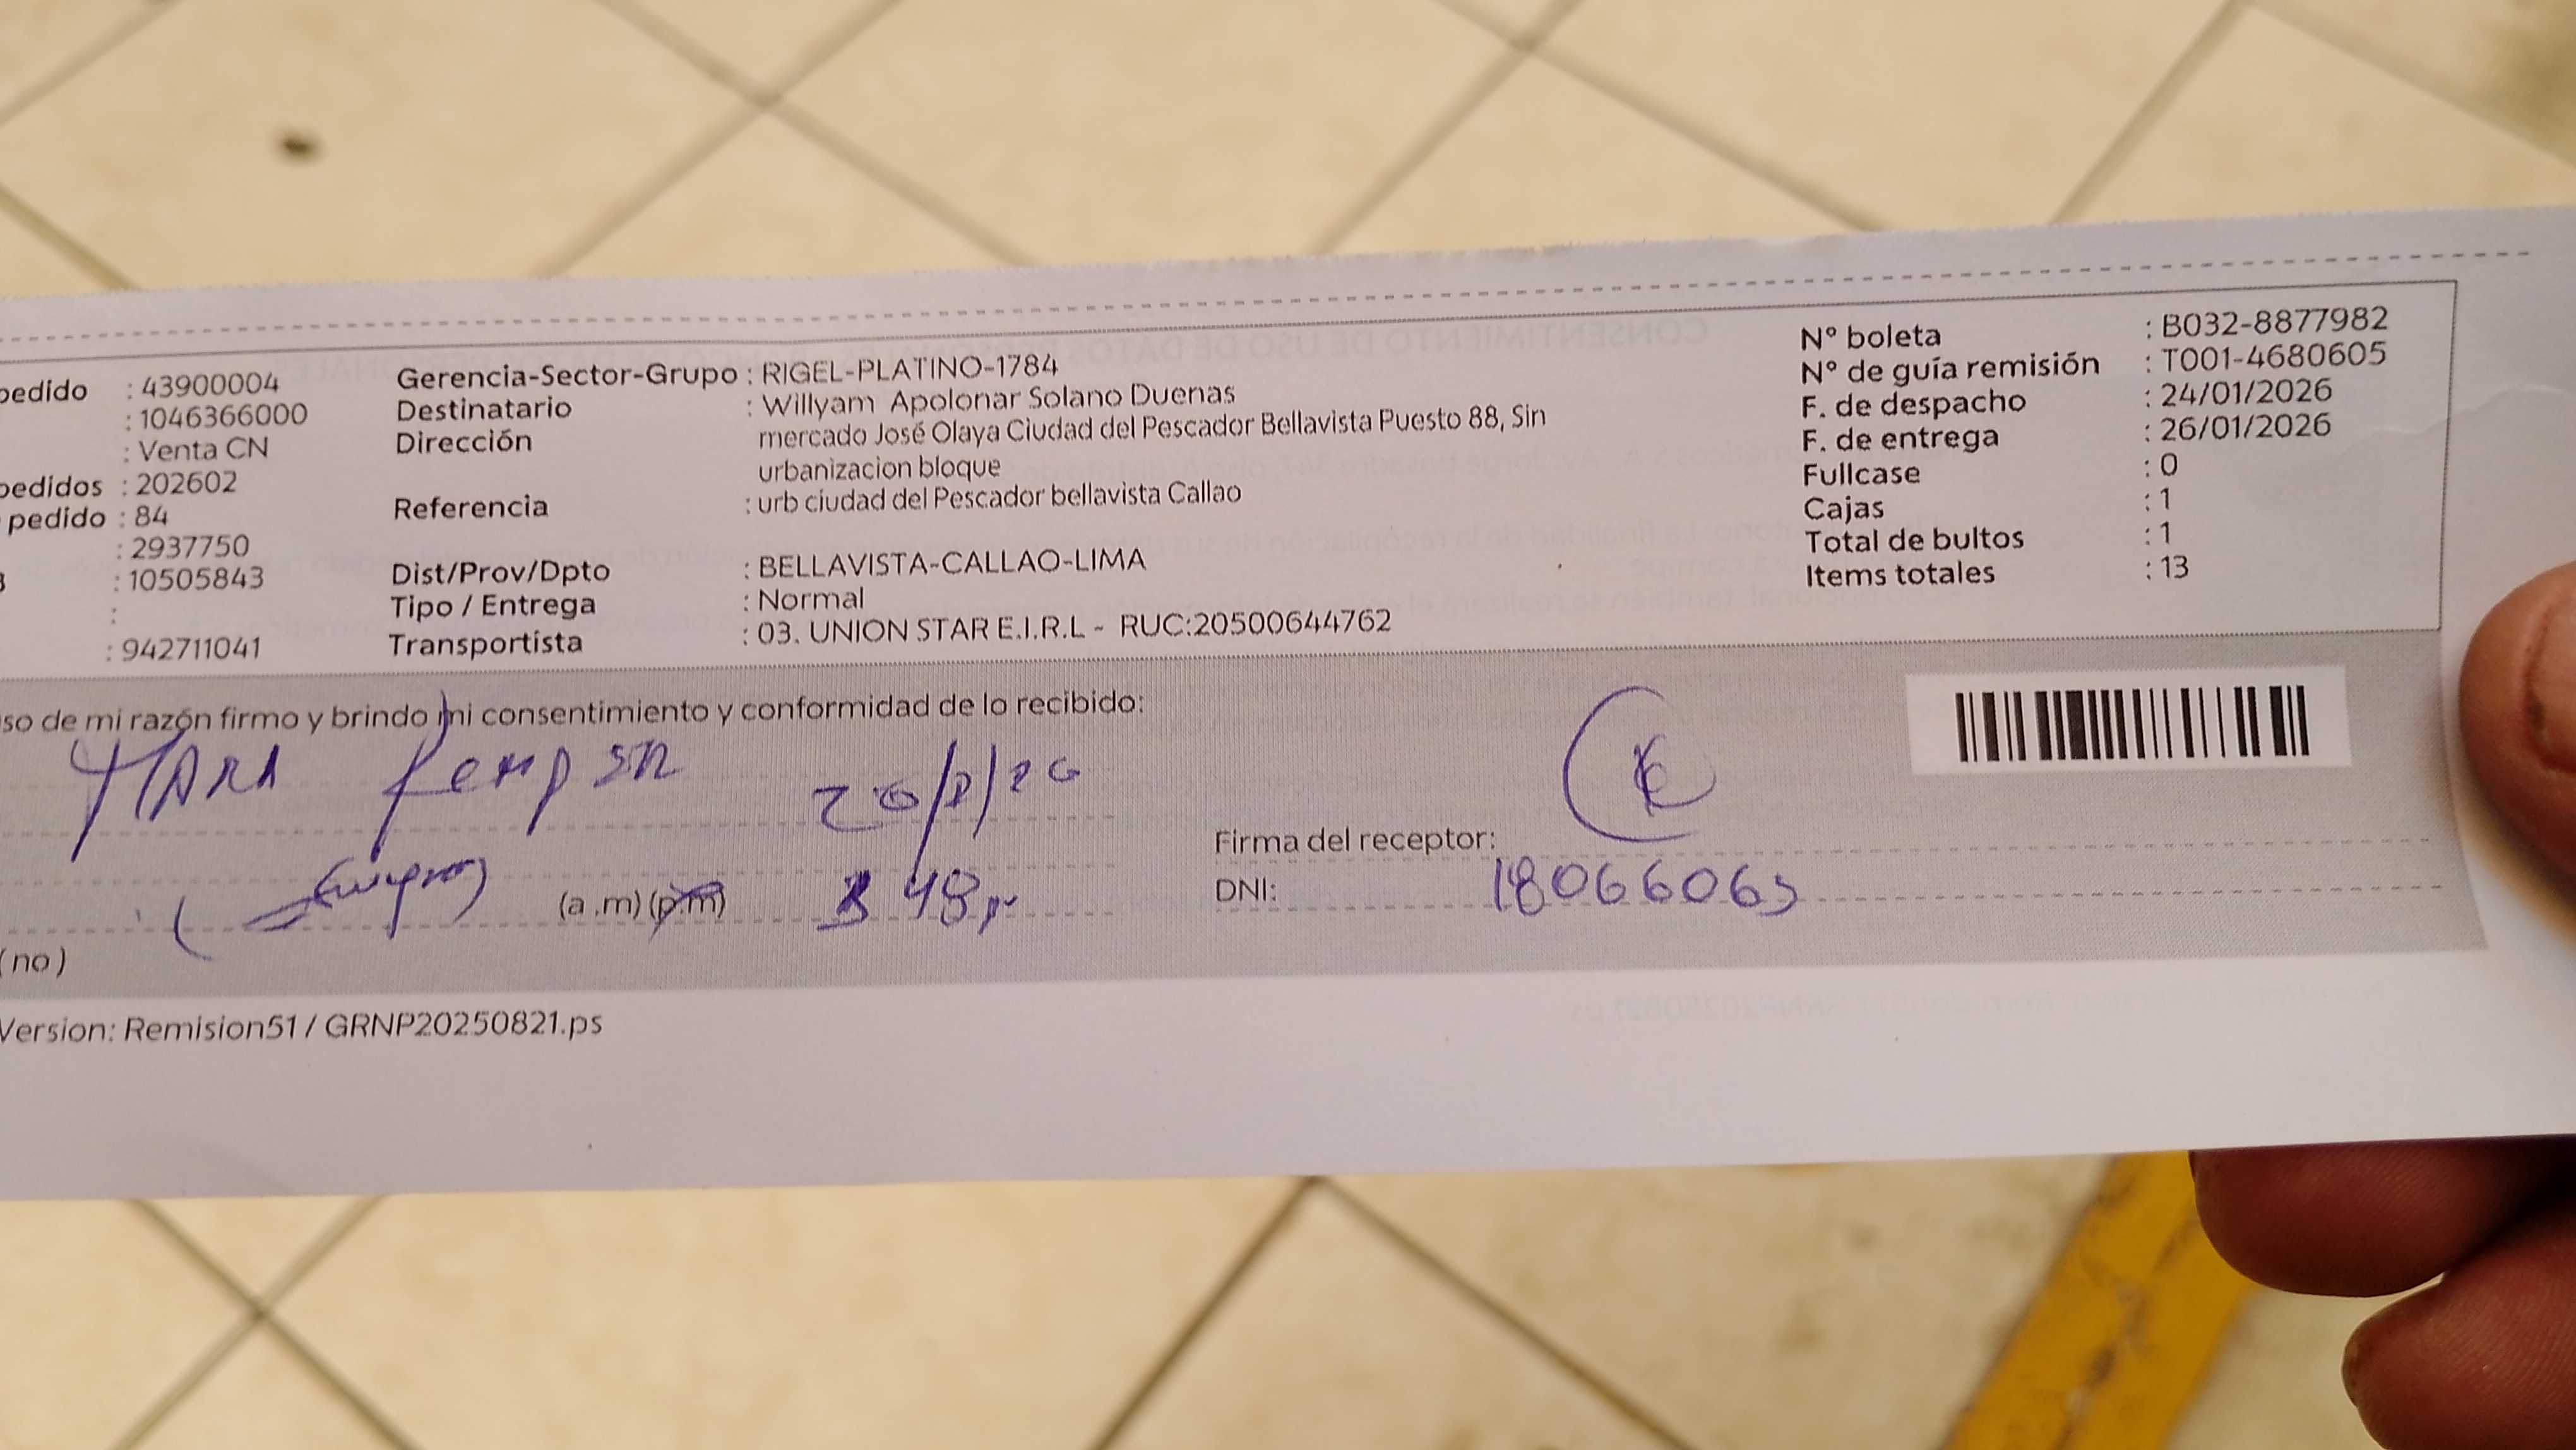 pedido : 43900004
: 1046366000
: Venta CN
pedidos : 202602
pedido : 84
: 2937750
: 10505843
:
: 942711041
Gerencia-Sector-Grupo : RIGEL-PLATINO-1784
Destinatario : Willyam Apolonar Solano Duenas
Dirección mercado José Olaya Ciudad del Pescador Bellavista Puesto 88, Sin
urbanizacion bloque
Referencia : urb ciudad del Pescador bellavista Callao
Dist/Prov/Dpto : BELLAVISTA-CALLAO-LIMA
Tipo / Entrega : Normal
Transportista : 03. UNION STAR E.I.R.L - RUC:20500644762
N° boleta : B032-8877982
N° de guía remisión : T001-4680605
F. de despacho : 24/01/2026
F. de entrega : 26/01/2026
Fullcase : 0
Cajas : 1
Total de bultos : 1
Items totales : 13
so de mi razón firmo y brindo mi consentimiento y conformidad de lo recibido:
Firma del receptor:
(a .m) (p.m) 48
DNI: 18066065
(no)
Version: Remision51 / GRNP20250821.ps